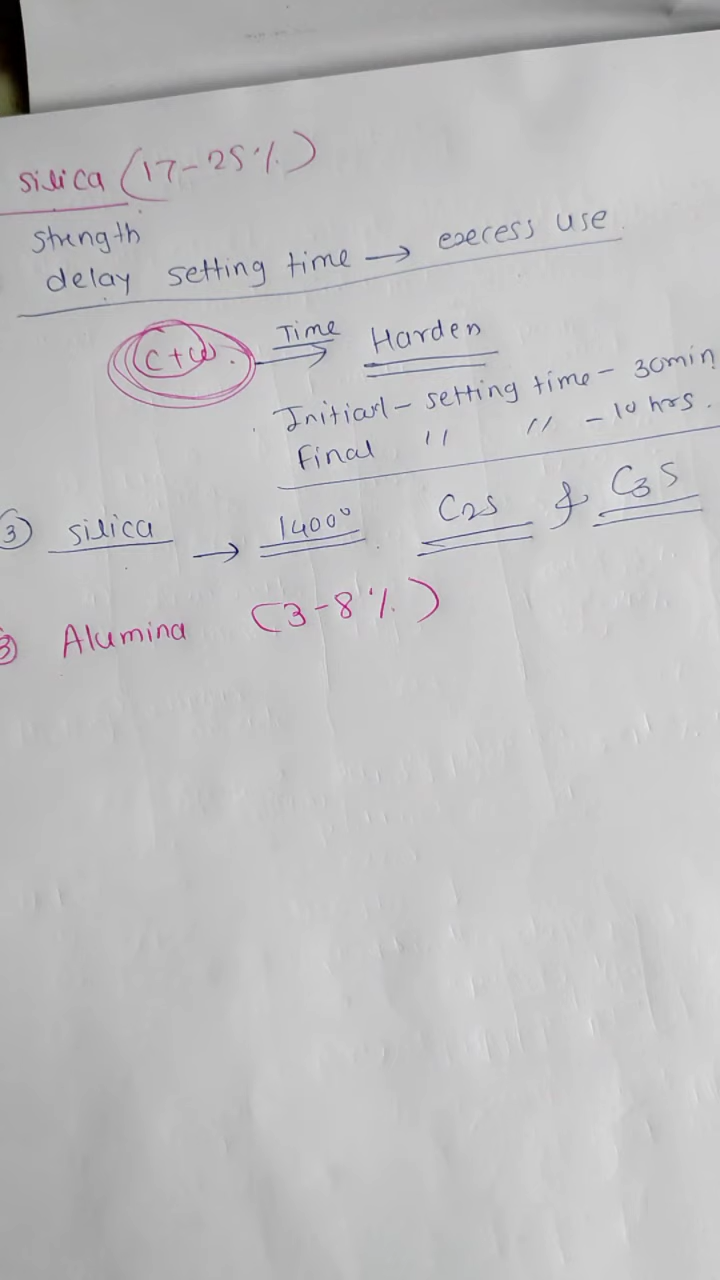 silica (17-25%)
Strength
delay setting time → execess use
C+W Time → Harden
Initial - setting time - 30min
Final " " - 10 hrs.
③ silica → 1400° C2S & C3S
③ Alumina (3-8%)